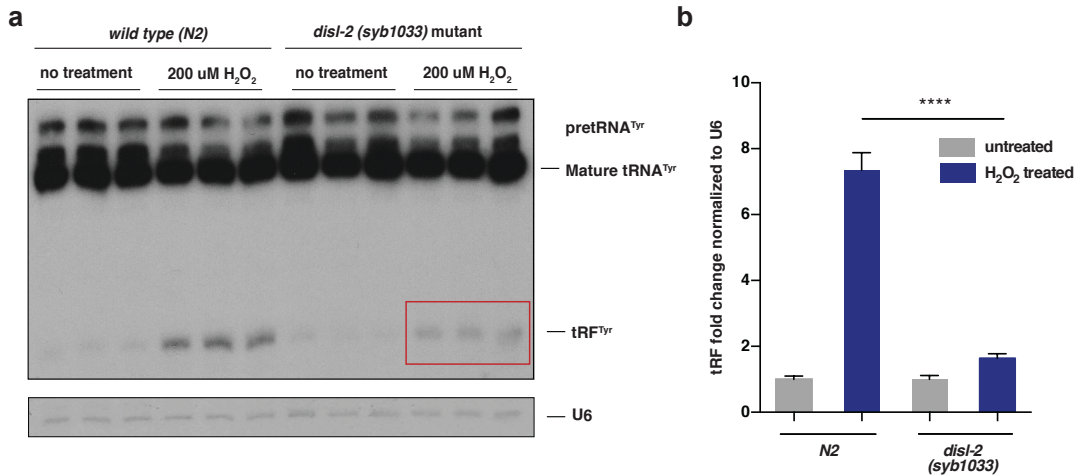 a
wild type (N2)
disl-2 (syb1033) mutant
no treatment
200 uM H₂O₂
no treatment
200 uM H₂O₂
pretRNAᵀʸʳ
Mature tRNAᵀʸʳ
tRFᵀʸʳ
U6
b
tRF fold change normalized to U6
10
8
6
4
2
0
****
untreated
H₂O₂ treated
N2
disl-2
(syb1033)